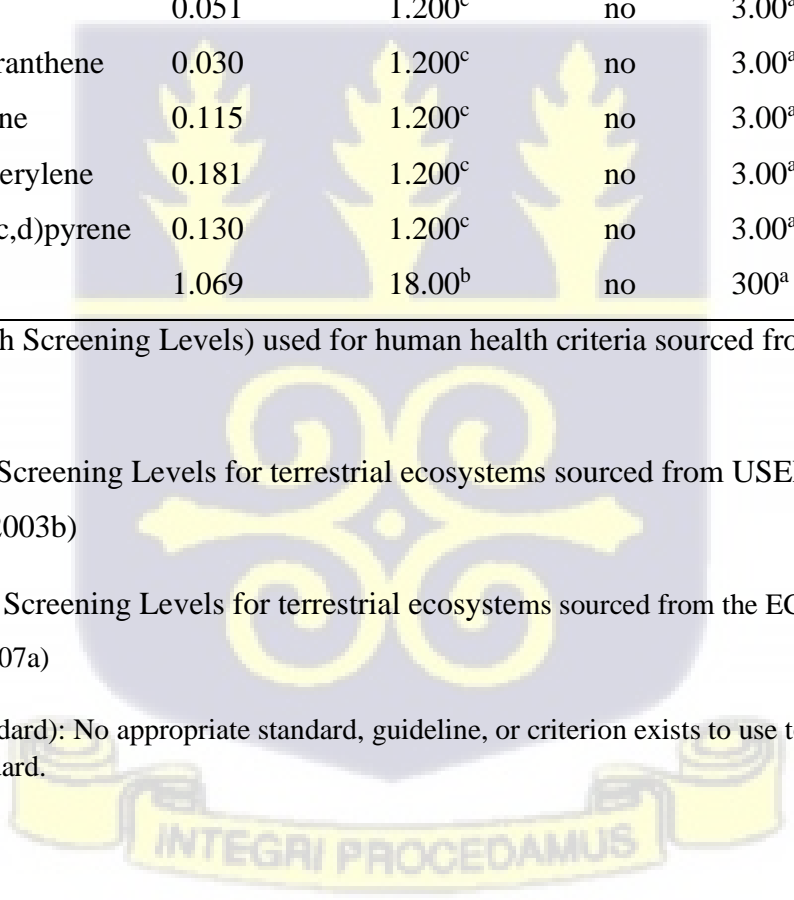 0.051 1.200ᶜ no 3.00ᵃ
ranthene 0.030 1.200ᶜ no 3.00ᵃ
ne 0.115 1.200ᶜ no 3.00ᵃ
erylene 0.181 1.200ᶜ no 3.00ᵃ
c,d)pyrene 0.130 1.200ᶜ no 3.00ᵃ
1.069 18.00ᵇ no 300ᵃ
h Screening Levels) used for human health criteria sourced fro
Screening Levels for terrestrial ecosystems sourced from USE
2003b)
Screening Levels for terrestrial ecosystems sourced from the EC
07a)
dard): No appropriate standard, guideline, or criterion exists to use t
dard.
INTEGRI PROCEDAMUS